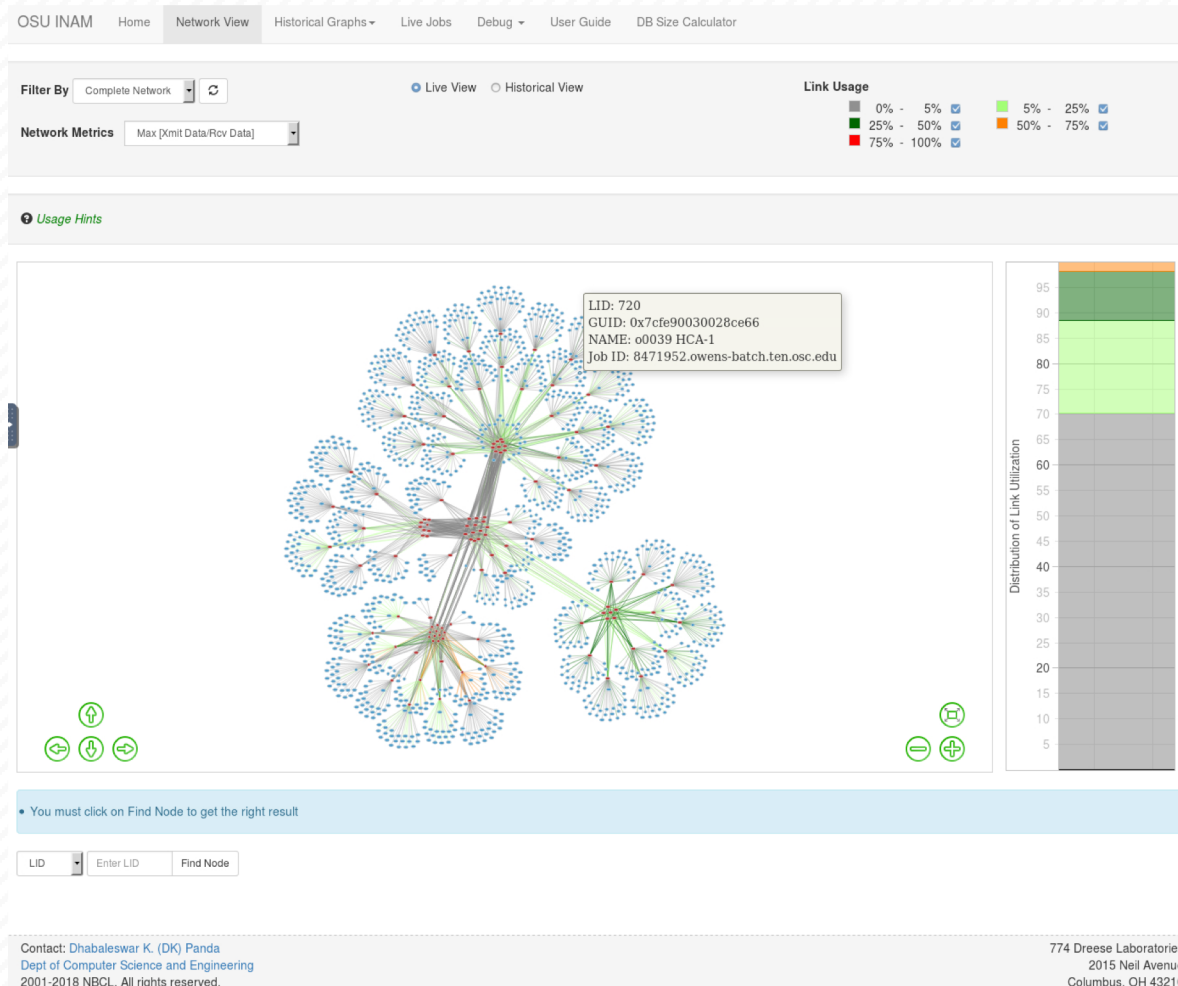 OSU INAM Home Network View Historical Graphs Live Jobs Debug User Guide DB Size Calculator
Filter By Complete Network Live View Historical View Link Usage
0% - 5% 5% - 25%
Network Metrics Max [Xmit Data/Rcv Data] 25% - 50% 50% - 75%
75% - 100%
Usage Hints
LID: 720
GUID: 0x7cfe90030028ce66
NAME: o0039 HCA-1
Job ID: 8471952.owens-batch.ten.osc.edu
Distribution of Link Utilization
95
90
85
80
75
70
65
60
55
50
45
40
35
30
25
20
15
10
5
• You must click on Find Node to get the right result
LID Enter LID Find Node
Contact: Dhabaleswar K. (DK) Panda 774 Dreese Laboratorie
Dept of Computer Science and Engineering 2015 Neil Avenu
2001-2018 NBCL. All rights reserved. Columbus, OH 43210